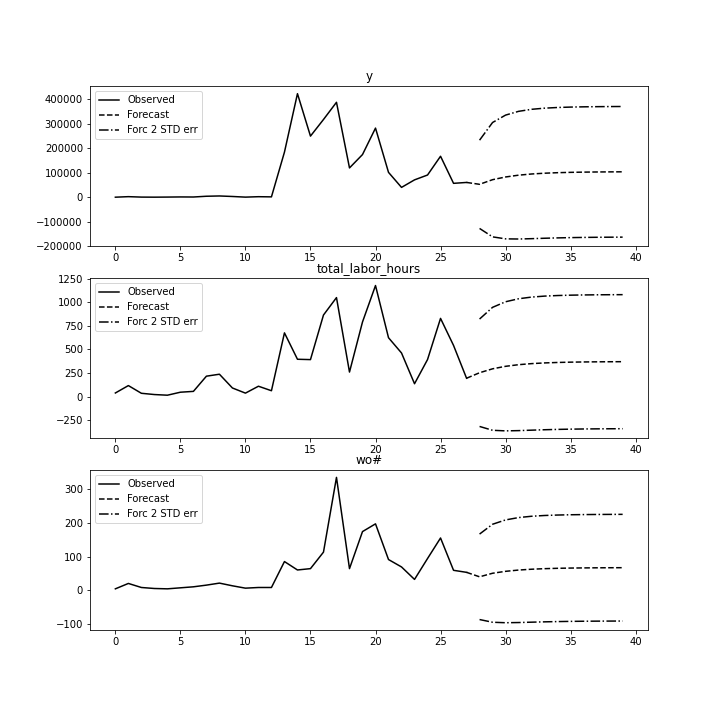 y
400000
300000
200000
100000
0
−100000
−200000
Observed
Forecast
Forc 2 STD err
0 5 10 15 20 25 30 35 40
total_labor_hours
1250
1000
750
500
250
0
−250
Observed
Forecast
Forc 2 STD err
0 5 10 15 20 25 30 35 40
wo#
300
200
100
0
−100
Observed
Forecast
Forc 2 STD err
0 5 10 15 20 25 30 35 40